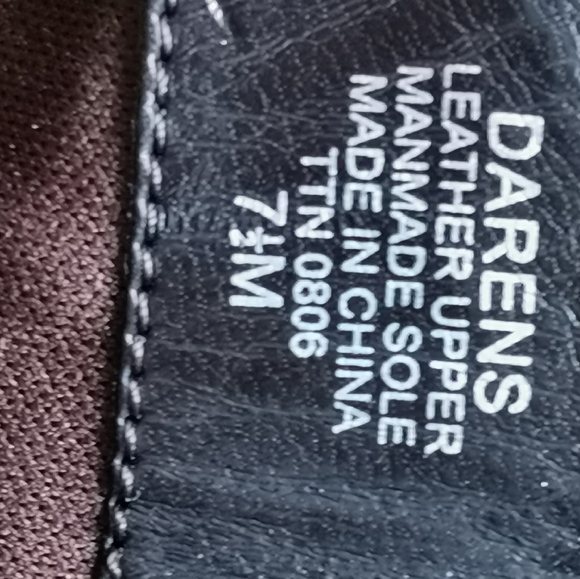 DARENS
LEATHER UPPER
MANMADE SOLE
MADE IN CHINA
TTN 0806
7½M